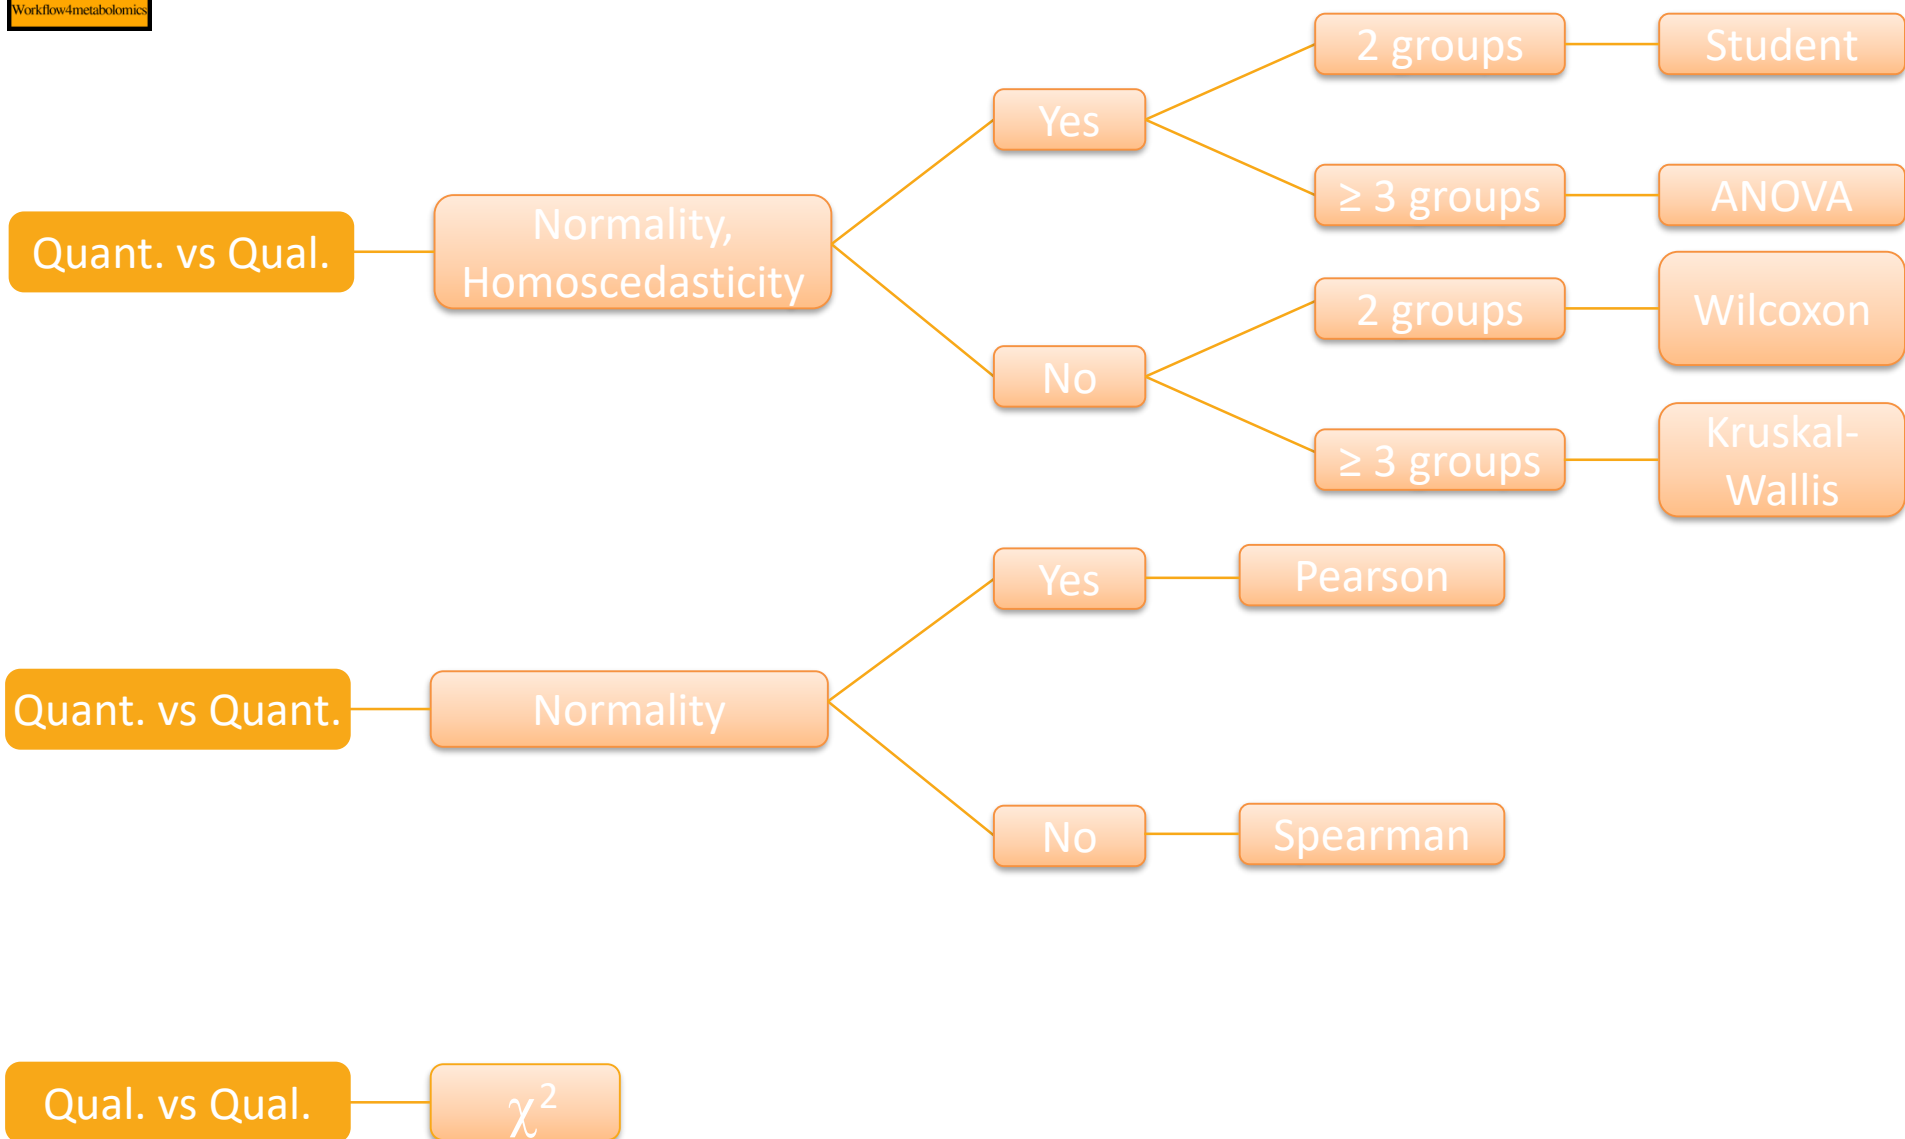 Workflow4metabolomics
2 groups
Student
Yes
≥ 3 groups
ANOVA
Quant. vs Qual.
Normality,
Homoscedasticity
2 groups
Wilcoxon
No
≥ 3 groups
Kruskal-
Wallis
Yes
Pearson
Quant. vs Quant.
Normality
No
Spearman
Qual. vs Qual.
χ²